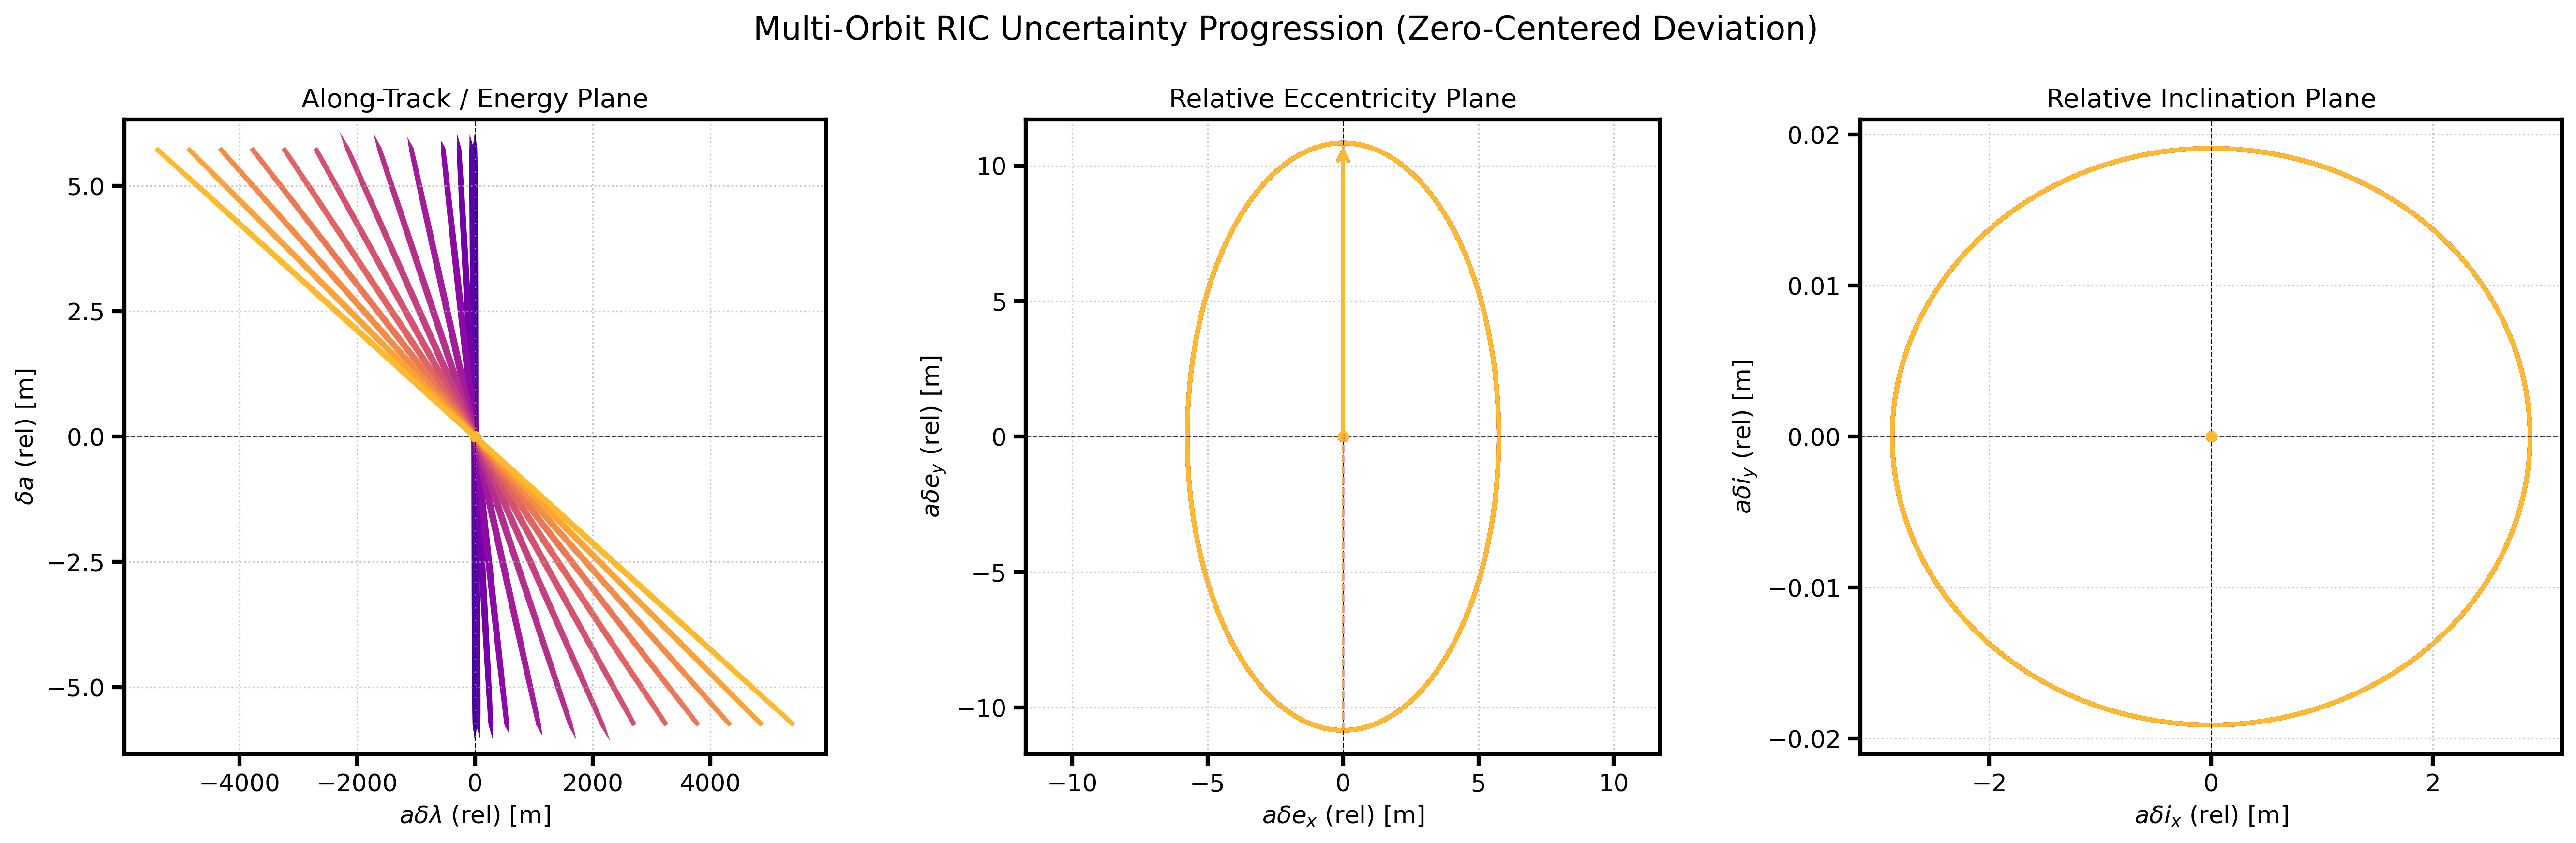 Multi-Orbit RIC Uncertainty Progression (Zero-Centered Deviation)
Along-Track / Energy Plane
5.0
2.5
0.0
−2.5
−5.0
δa (rel) [m]
−4000 −2000 0 2000 4000
aδλ (rel) [m]
Relative Eccentricity Plane
10
5
0
−5
−10
aδe_y (rel) [m]
−10 −5 0 5 10
aδe_x (rel) [m]
Relative Inclination Plane
0.02
0.01
0.00
−0.01
−0.02
aδi_y (rel) [m]
−2 0 2
aδi_x (rel) [m]